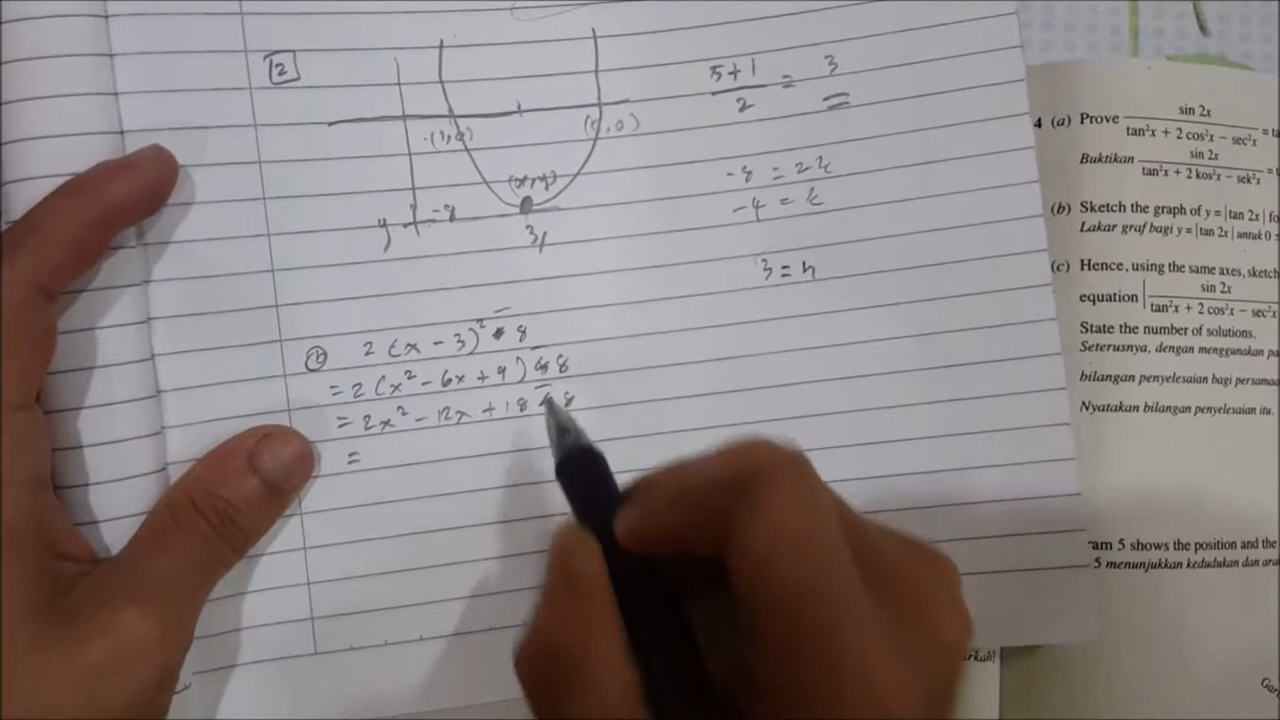 2
5+1
2
= 3
(1,0)
(5,0)
(x,y)
y
-8
3
-8 = 2k
-4 = k
3 = h
(b) 2(x - 3)² - 8
= 2(x² - 6x + 9) - 8
= 2x² - 12x + 18 - 8
=
4 (a) Prove
sin 2x
tan²x + 2 cos²x − sec²x
Buktikan
sin 2x
tan²x + 2 kos²x − sek²x
(b) Sketch the graph of y = |tan 2x|
Lakar graf bagi y = |tan 2x| untuk 0
(c) Hence, using the same axes, sketch
equation
sin 2x
tan²x + 2 cos²x − sec²x
State the number of solutions.
Seterusnya, dengan menggunakan
bilangan penyelesaian bagi
Nyatakan bilangan penyelesaian itu.
am 5 shows the position and the
5 menunjukkan kedudukan dan
rkah]